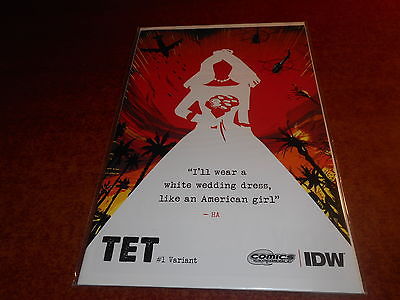 "I'll wear a
white wedding dress,
like an American girl"
- HA
TET #1 Variant
COMICS IDW